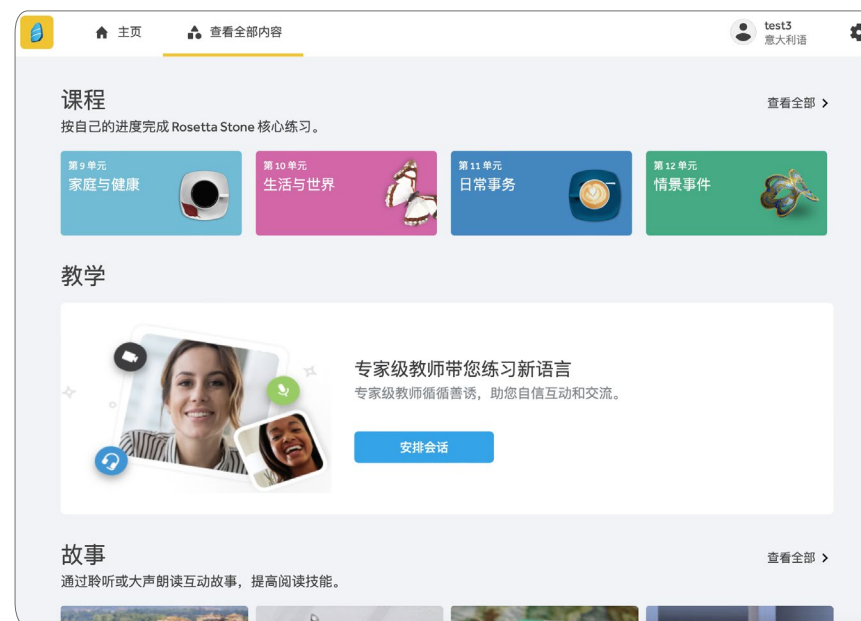 主页
查看全部内容
test3
意大利语
课程
查看全部
按自己的进度完成 Rosetta Stone 核心练习。
第 9 单元
家庭与健康
第 10 单元
生活与世界
第 11 单元
日常事务
第 12 单元
情景事件
教学
专家级教师带您练习新语言
专家级教师循循善诱，助您自信互动和交流。
安排会话
故事
查看全部
通过聆听或大声朗读互动故事，提高阅读技能。